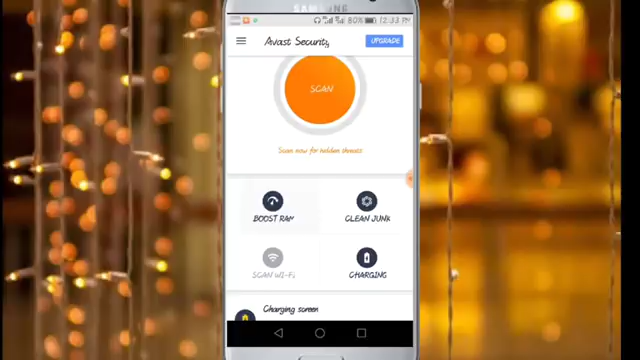 SAMSUNG
80% 12:33 PM
Avast Security
UPGRADE
SCAN
Scan now for hidden threats
BOOST RAM
CLEAN JUNK
SCAN WI-FI
CHARGING
Charging screen